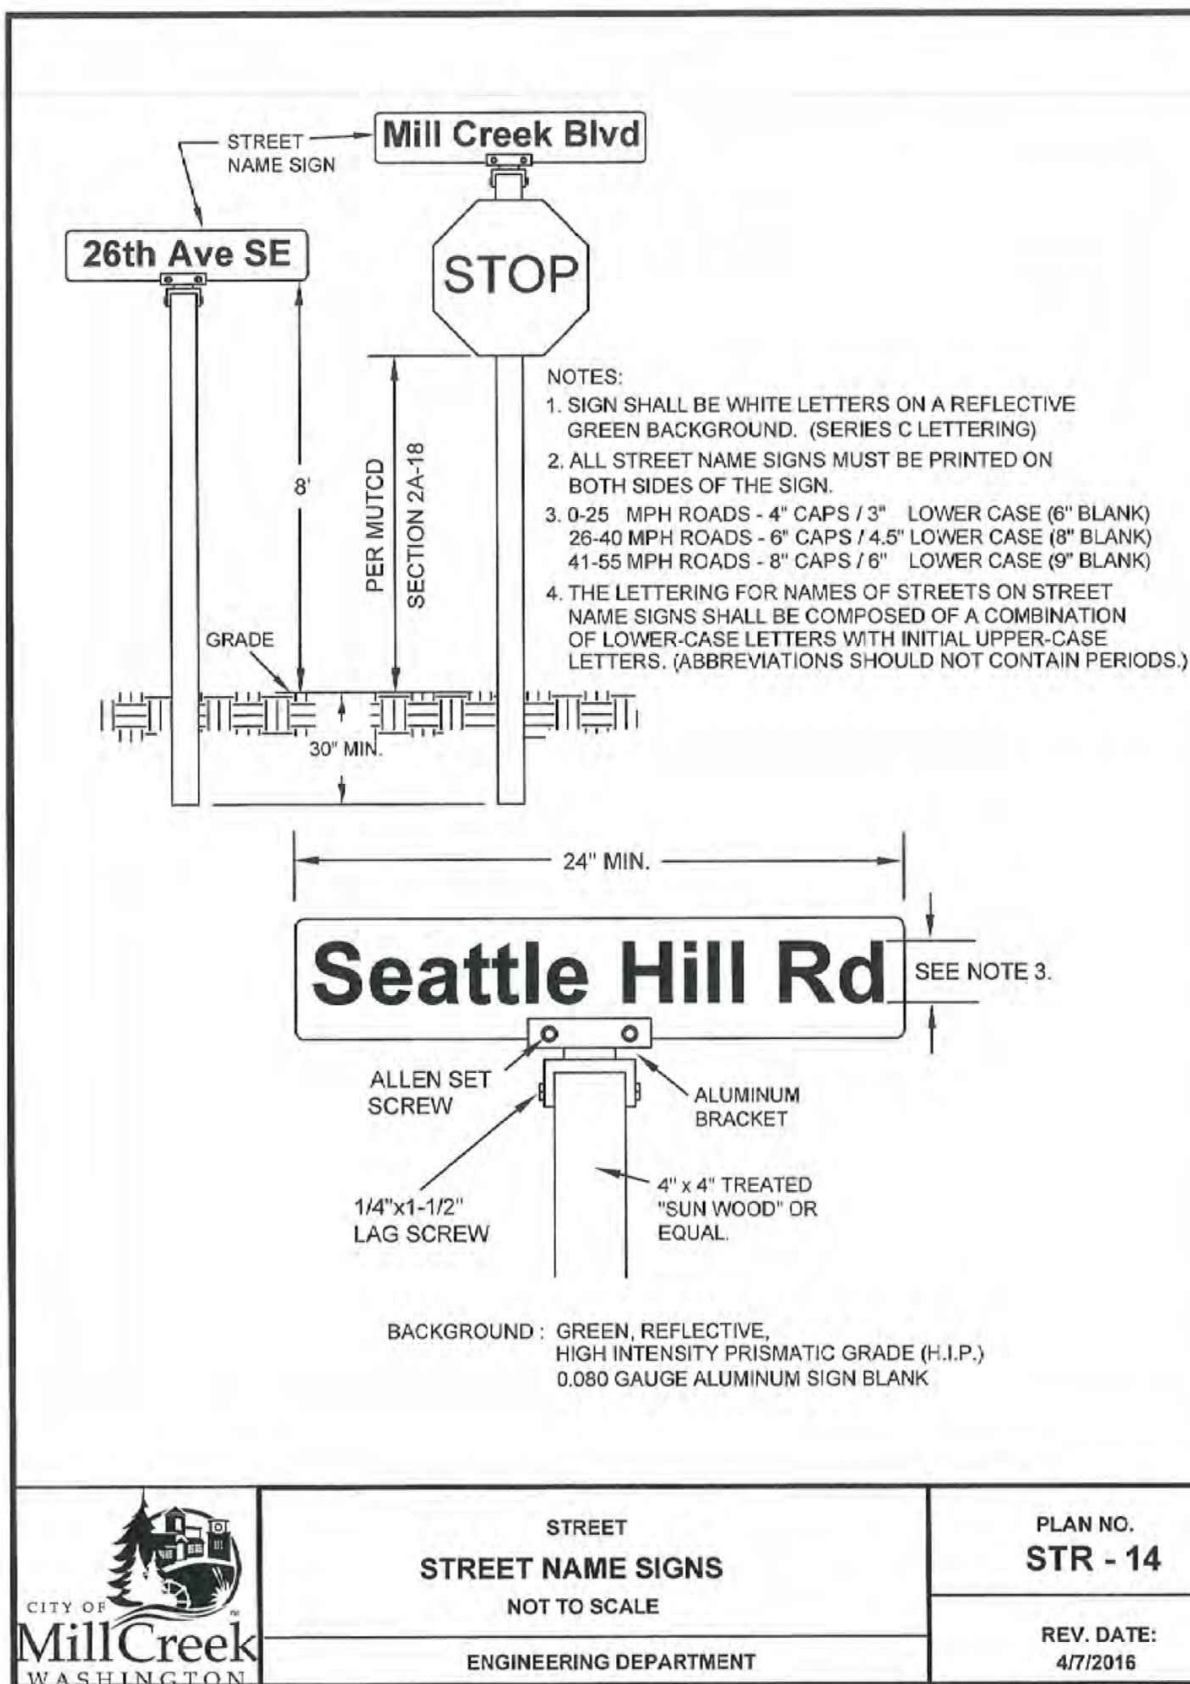 Mill Creek Blvd
STREET
NAME SIGN
26th Ave SE
STOP
8'
PER MUTCD
SECTION 2A-18
NOTES:
1. SIGN SHALL BE WHITE LETTERS ON A REFLECTIVE
GREEN BACKGROUND. (SERIES C LETTERING)
2. ALL STREET NAME SIGNS MUST BE PRINTED ON
BOTH SIDES OF THE SIGN.
3. 0-25 MPH ROADS - 4" CAPS / 3" LOWER CASE (6" BLANK)
26-40 MPH ROADS - 6" CAPS / 4.5" LOWER CASE (8" BLANK)
41-55 MPH ROADS - 8" CAPS / 6" LOWER CASE (9" BLANK)
4. THE LETTERING FOR NAMES OF STREETS ON STREET
NAME SIGNS SHALL BE COMPOSED OF A COMBINATION
OF LOWER-CASE LETTERS WITH INITIAL UPPER-CASE
LETTERS. (ABBREVIATIONS SHOULD NOT CONTAIN PERIODS.)
GRADE
30" MIN.
24" MIN.
Seattle Hill Rd
SEE NOTE 3.
ALLEN SET
SCREW
ALUMINUM
BRACKET
1/4"x1-1/2"
LAG SCREW
4" x 4" TREATED
"SUN WOOD" OR
EQUAL.
BACKGROUND : GREEN, REFLECTIVE,
HIGH INTENSITY PRISMATIC GRADE (H.I.P.)
0.080 GAUGE ALUMINUM SIGN BLANK
CITY OF
Mill Creek
WASHINGTON
STREET
STREET NAME SIGNS
NOT TO SCALE
ENGINEERING DEPARTMENT
PLAN NO.
STR - 14
REV. DATE:
4/7/2016